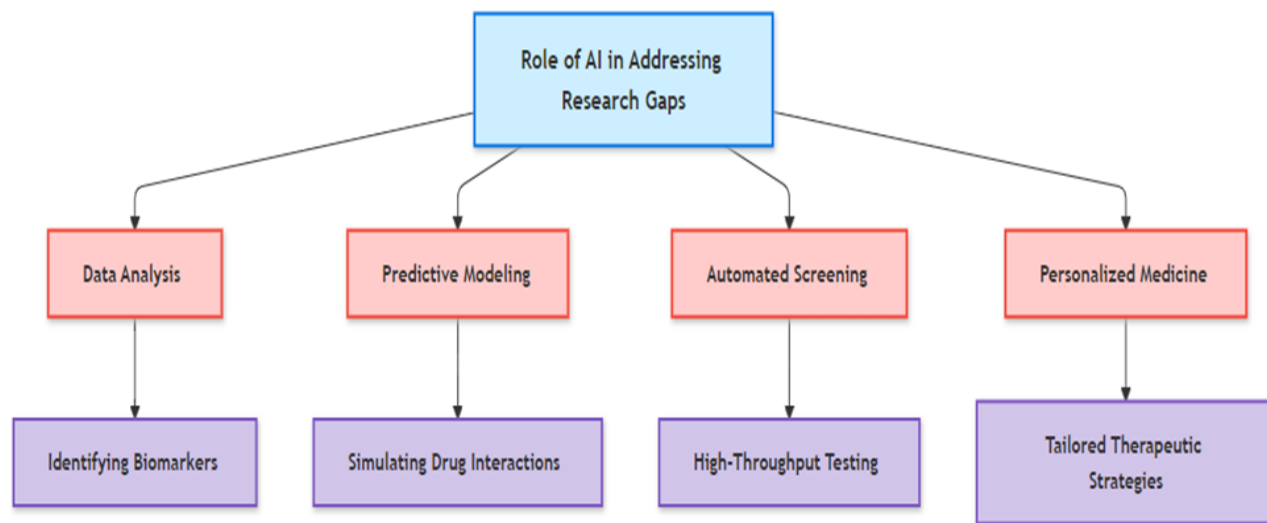 Role of AI in Addressing
Research Gaps
Data Analysis
Predictive Modeling
Automated Screening
Personalized Medicine
Identifying Biomarkers
Simulating Drug Interactions
High-Throughput Testing
Tailored Therapeutic
Strategies